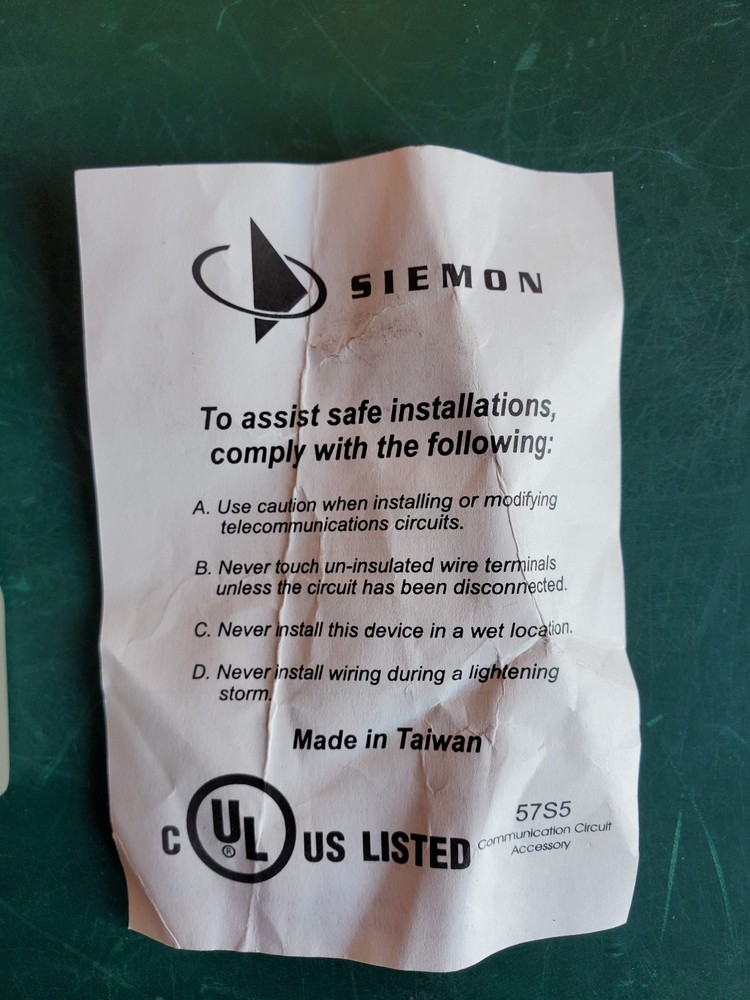 SIEMON
To assist safe installations,
comply with the following:
A. Use caution when installing or modifying
telecommunications circuits.
B. Never touch un-insulated wire terminals
unless the circuit has been disconnected.
C. Never install this device in a wet location.
D. Never install wiring during a lightening
storm.
Made in Taiwan
C UL ® US LISTED
57S5
Communication Circuit
Accessory